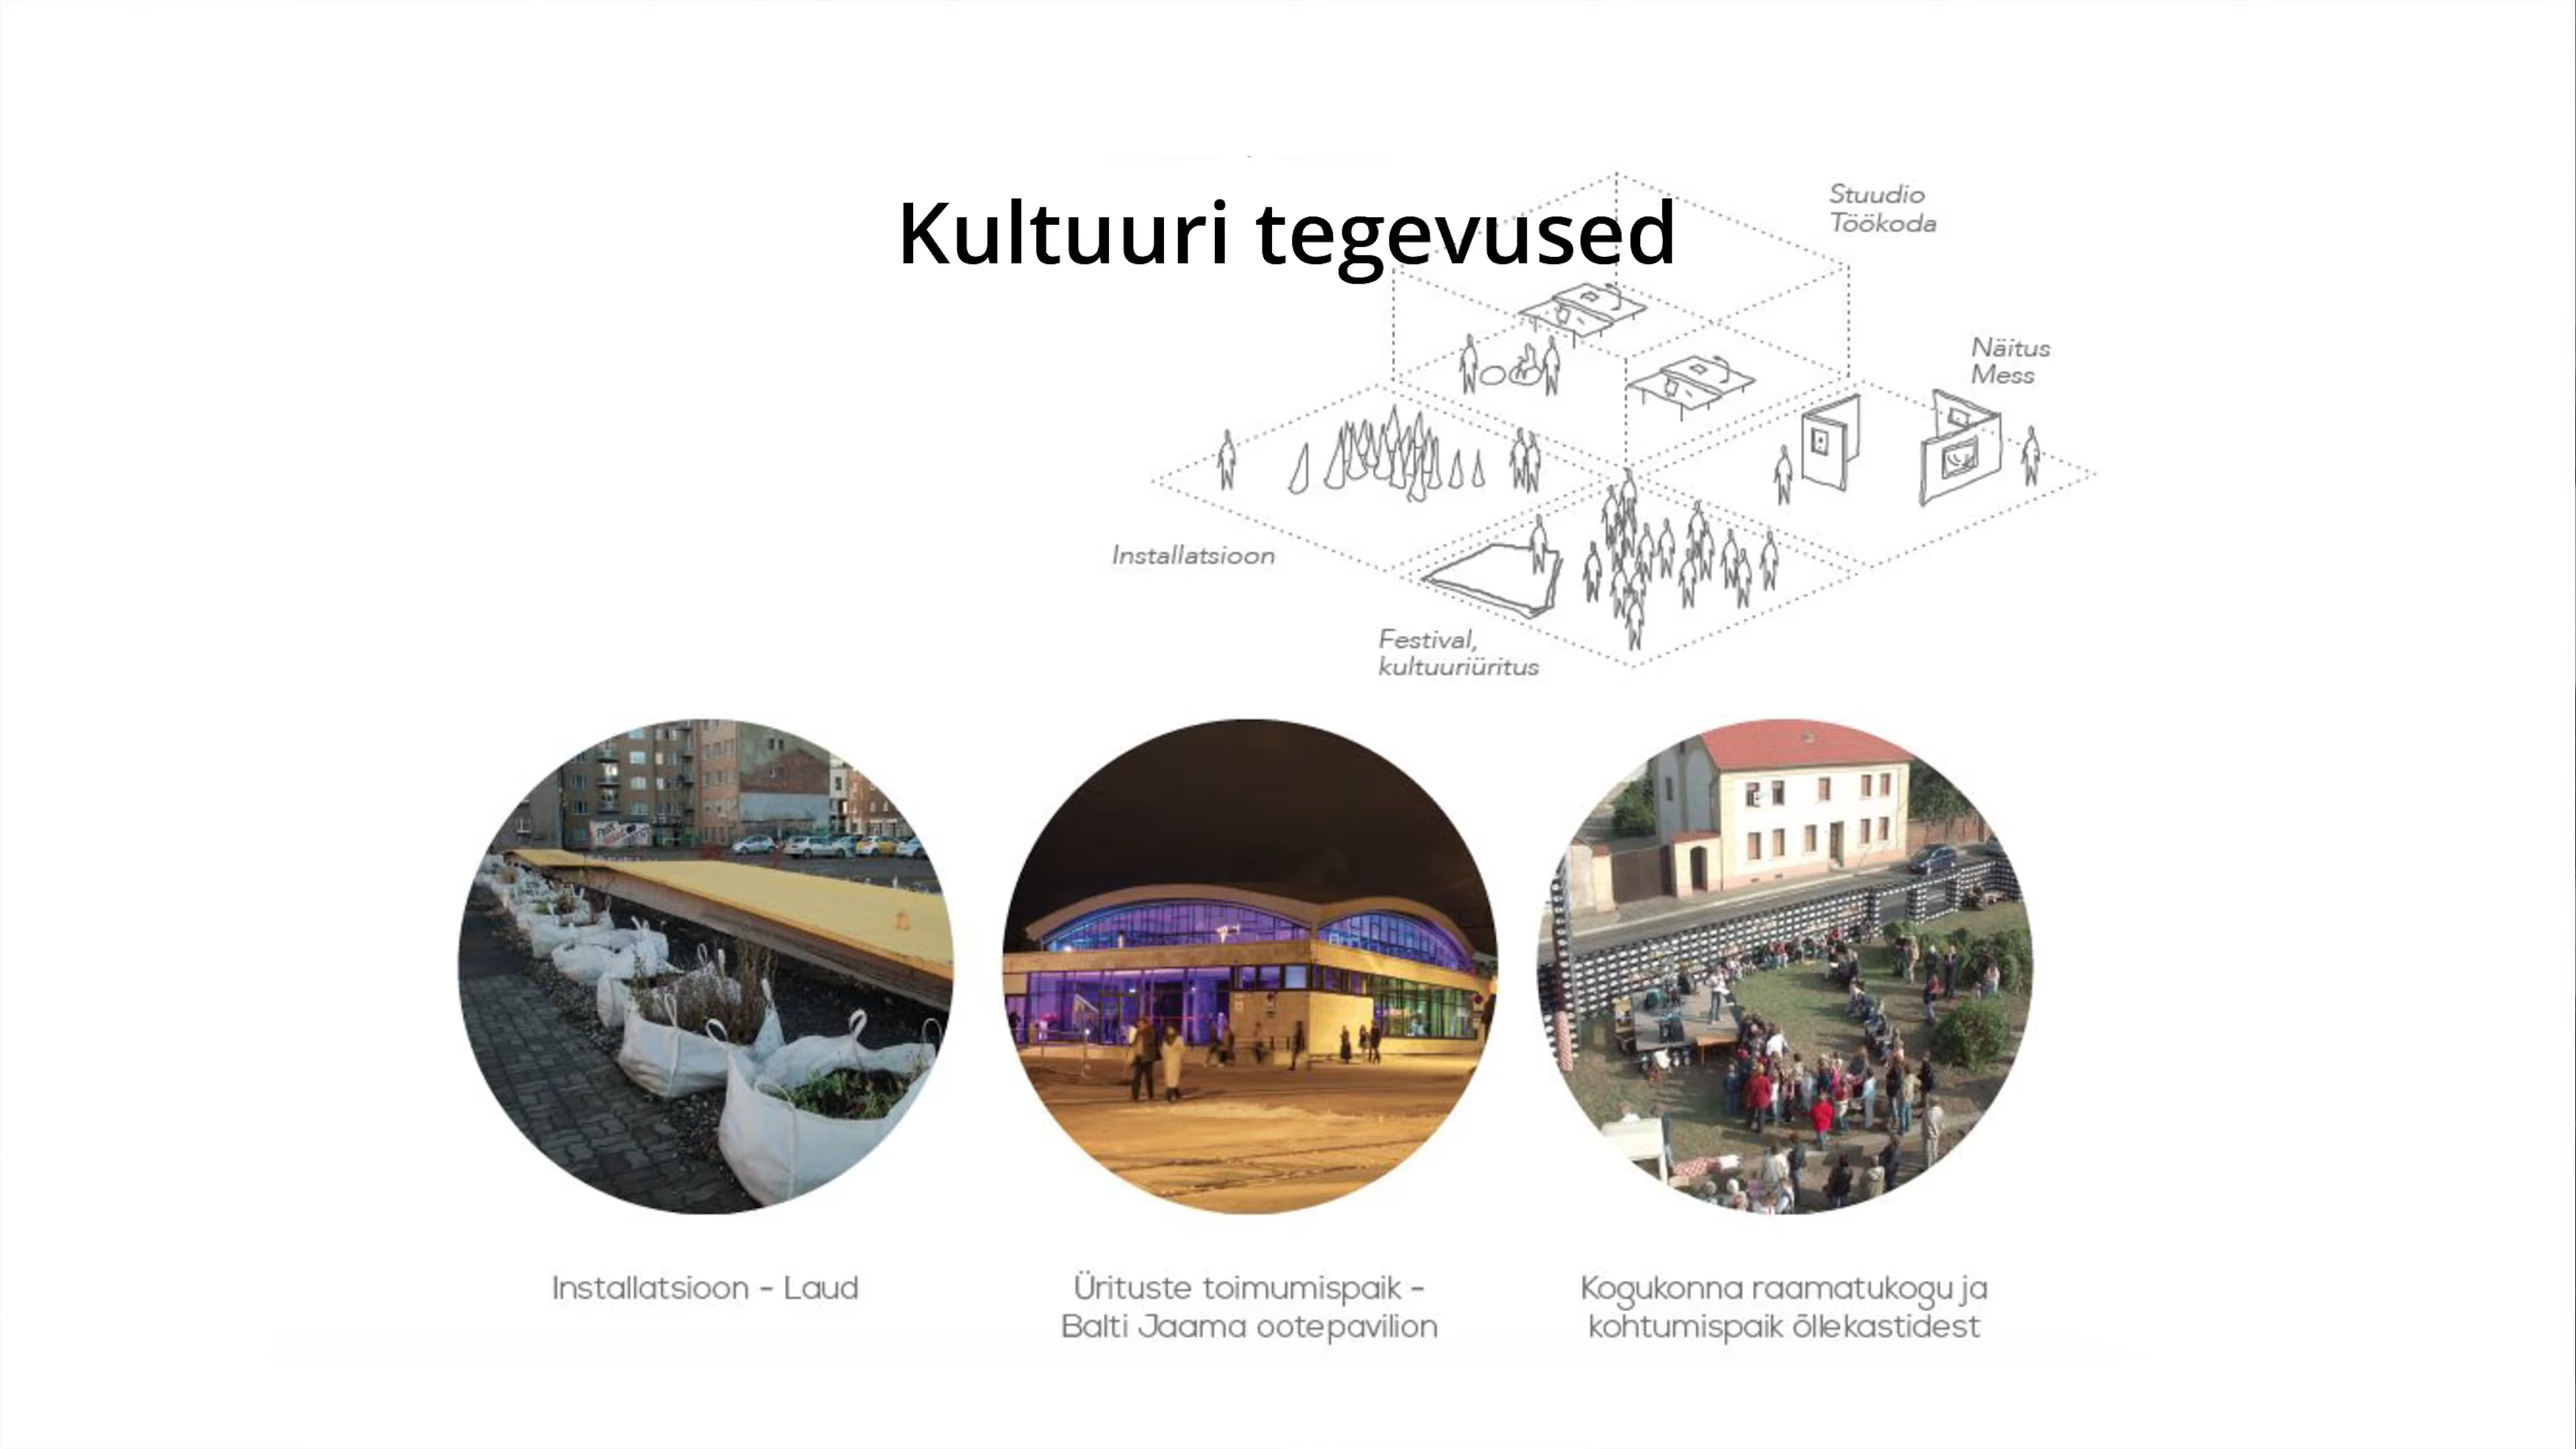 Kultuuri tegevused
Stuudio
Töökoda
Näitus
Mess
Installatsioon
Festival,
kultuuriüritus
Installatsioon - Laud
Ürituste toimumispaik -
Balti Jaama ootepavilion
Kogukonna raamatukogu ja
kohtumispaik õllekastidest